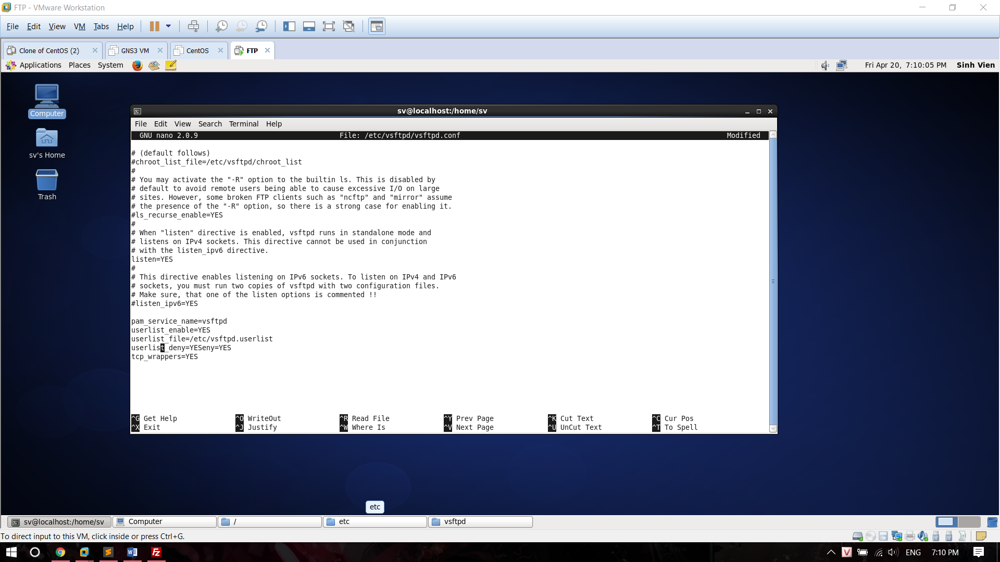 FTP - VMware Workstation
File Edit View VM Tabs Help
Clone of CentOS (2) GNS3 VM CentOS FTP
Applications Places System Fri Apr 20, 7:10:05 PM Sinh Vien
Computer
sv's Home
Trash
sv@localhost:/home/sv
File Edit View Search Terminal Help
GNU nano 2.0.9 File: /etc/vsftpd/vsftpd.conf Modified
# (default follows)
#chroot_list_file=/etc/vsftpd/chroot_list
#
# You may activate the "-R" option to the builtin ls. This is disabled by
# default to avoid remote users being able to cause excessive I/O on large
# sites. However, some broken FTP clients such as "ncftp" and "mirror" assume
# the presence of the "-R" option, so there is a strong case for enabling it.
#ls_recurse_enable=YES
#
# When "listen" directive is enabled, vsftpd runs in standalone mode and
# listens on IPv4 sockets. This directive cannot be used in conjunction
# with the listen_ipv6 directive.
listen=YES
#
# This directive enables listening on IPv6 sockets. To listen on IPv4 and IPv6
# sockets, you must run two copies of vsftpd with two configuration files.
# Make sure, that one of the listen options is commented !!
#listen_ipv6=YES
pam_service_name=vsftpd
userlist_enable=YES
userlist_file=/etc/vsftpd.userlist
userlist_deny=YESeny=YES
tcp_wrappers=YES
^G Get Help ^O WriteOut ^R Read File ^Y Prev Page ^K Cut Text ^C Cur Pos
^X Exit ^J Justify ^W Where Is ^V Next Page ^U UnCut Text ^T To Spell
etc
sv@localhost:/home/sv Computer / etc vsftpd
To direct input to this VM, click inside or press Ctrl+G.
ENG 7:10 PM